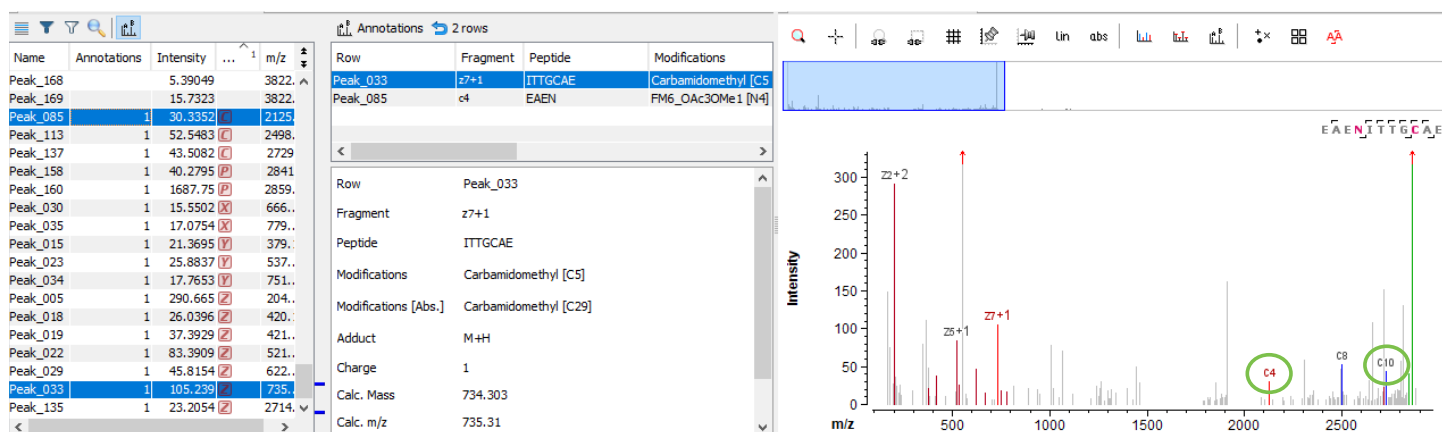 Name Annotations Intensity ... 1 m/z
Peak_168 5.39049 3822.
Peak_169 15.7323 3822.
Peak_085 1 30.3352 C 2125.
Peak_113 1 52.5483 C 2498.
Peak_137 1 43.5082 C 2729
Peak_158 1 40.2795 P 2841
Peak_160 1 1687.75 P 2859.
Peak_030 1 15.5502 X 666..
Peak_035 1 17.0754 X 779..
Peak_015 1 21.3695 Y 379.
Peak_023 1 25.8837 Y 537..
Peak_034 1 17.7653 Y 751..
Peak_005 1 290.665 Z 204..
Peak_018 1 26.0396 Z 420.
Peak_019 1 37.3929 Z 421..
Peak_022 1 83.3909 Z 521..
Peak_029 1 45.8154 Z 622..
Peak_033 1 105.239 Z 735..
Peak_135 1 23.2054 Z 2714.
Annotations 2 rows
Row Fragment Peptide Modifications
Peak_033 z7+1 ITTGCAE Carbamidomethyl [C5
Peak_085 c4 EAEN FM6_OAc3OMe1 [N4]
Row Peak_033
Fragment z7+1
Peptide ITTGCAE
Modifications Carbamidomethyl [C5]
Modifications [Abs.] Carbamidomethyl [C29]
Adduct M+H
Charge 1
Calc. Mass 734.303
Calc. m/z 735.31
lin abs
EAENITTGCAE
Intensity
300
250
200
150
100
50
0
Z2+2
Z7+1
C4
C8
C10
m/z 500 1000 1500 2000 2500